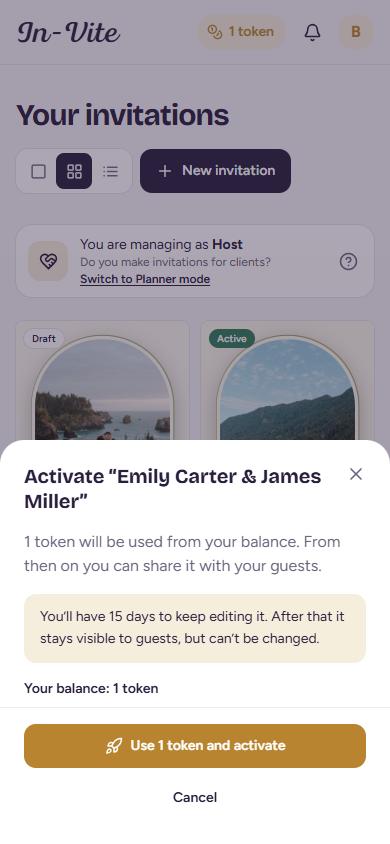 In-Vite
1 token
B
Your invitations
New invitation
You are managing as Host
Do you make invitations for clients?
Switch to Planner mode
Draft
Active
Activate “Emily Carter & James
Miller”
1 token will be used from your balance. From
then on you can share it with your guests.
You’ll have 15 days to keep editing it. After that it
stays visible to guests, but can’t be changed.
Your balance: 1 token
Use 1 token and activate
Cancel